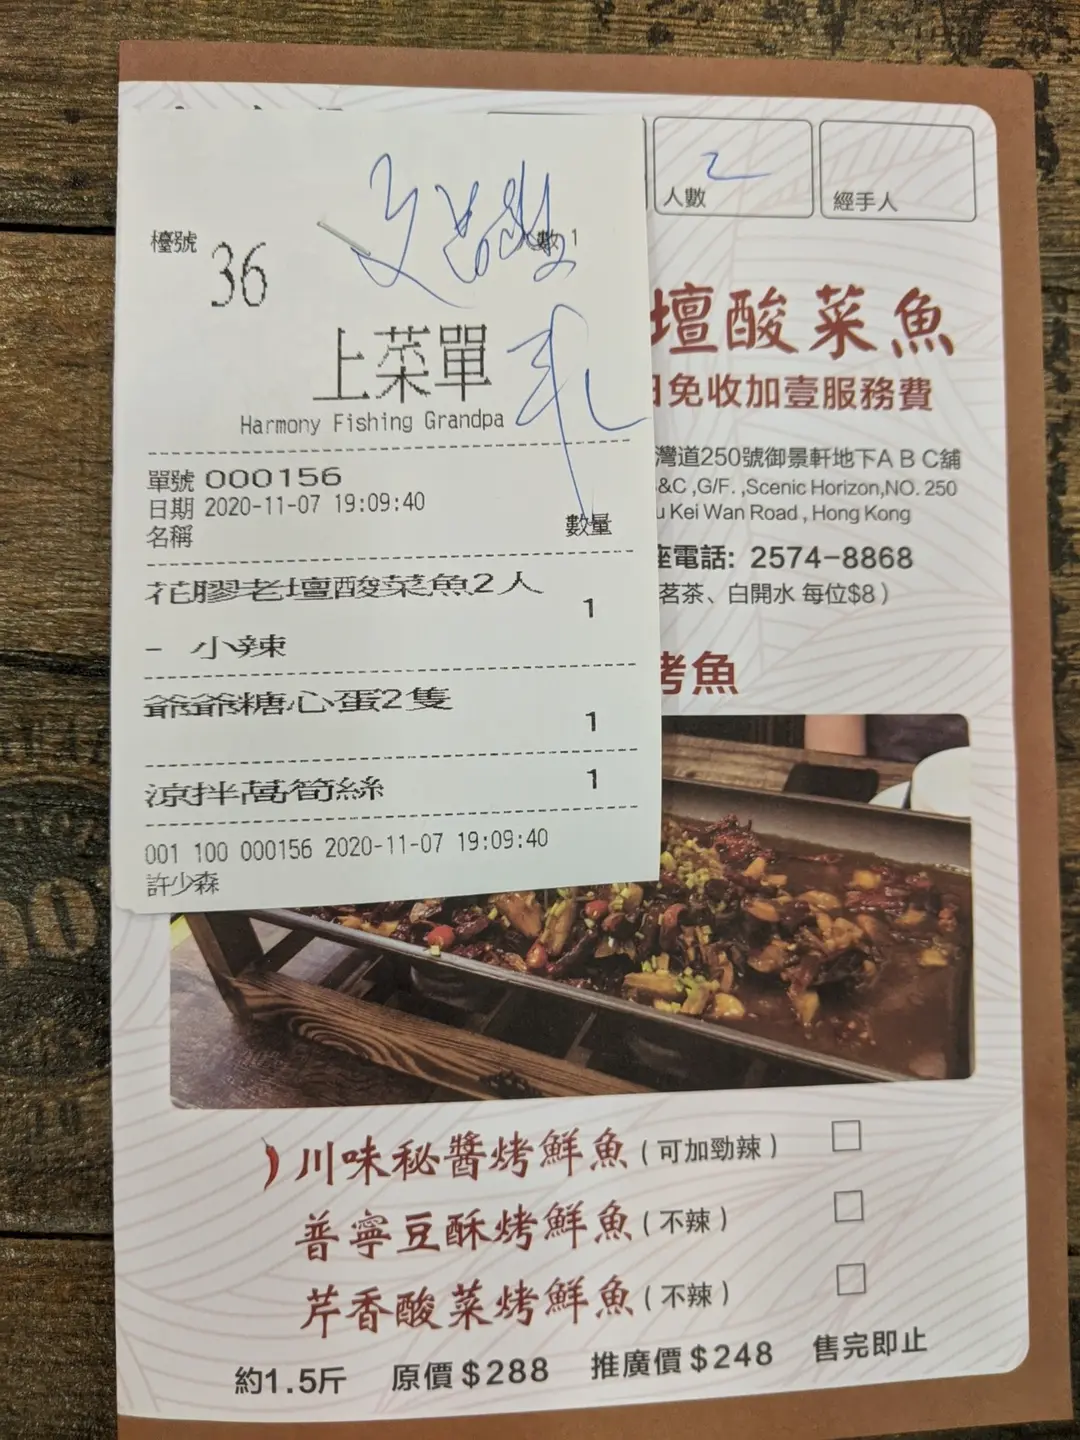 2
人數
經手人
檯號
36
數 1
上菜單
Harmony Fishing Grandpa
單號 000156
日期 2020-11-07 19:09:40
名稱
數量
花膠老壇酸菜魚2人
1
- 小辣
爺爺糖心蛋2隻
1
涼拌萵筍絲
1
001 100 000156 2020-11-07 19:09:40
許少森
壇酸菜魚
日免收加壹服務費
灣道250號御景軒地下A B C舖
&C ,G/F. ,Scenic Horizon,NO. 250
u Kei Wan Road , Hong Kong
座電話: 2574-8868
茗茶、白開水 每位$8 )
烤魚
川味秘醬烤鮮魚 ( 可加勁辣 )
普寧豆酥烤鮮魚 ( 不辣 )
芹香酸菜烤鮮魚 ( 不辣 )
約1.5斤 原價 $288 推廣價 $248 售完即止